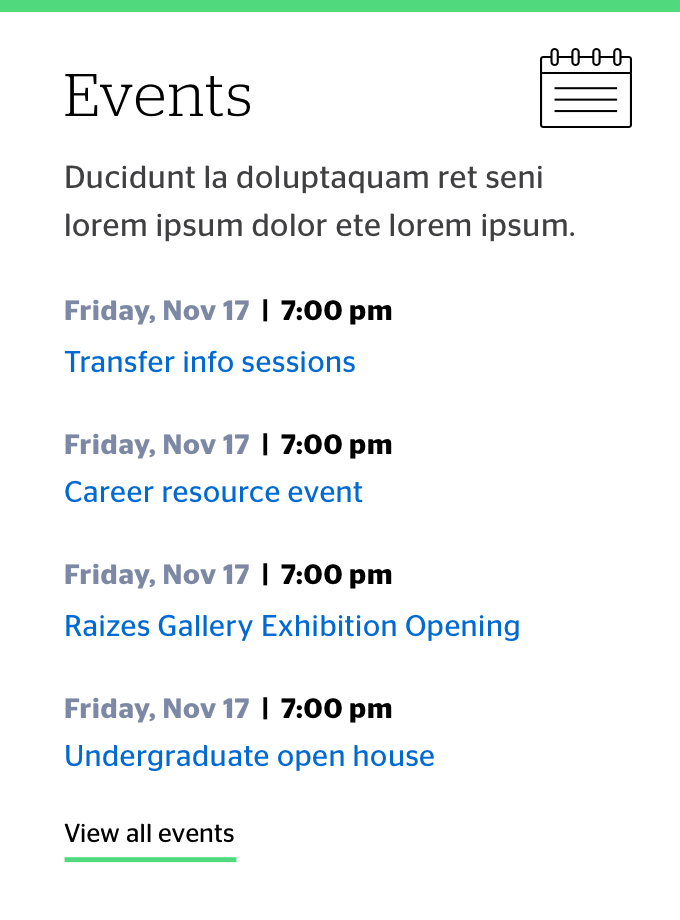 Events
Ducidunt la doluptaquam ret seni
lorem ipsum dolor ete lorem ipsum.
Friday, Nov 17 | 7:00 pm
Transfer info sessions
Friday, Nov 17 | 7:00 pm
Career resource event
Friday, Nov 17 | 7:00 pm
Raizes Gallery Exhibition Opening
Friday, Nov 17 | 7:00 pm
Undergraduate open house
View all events